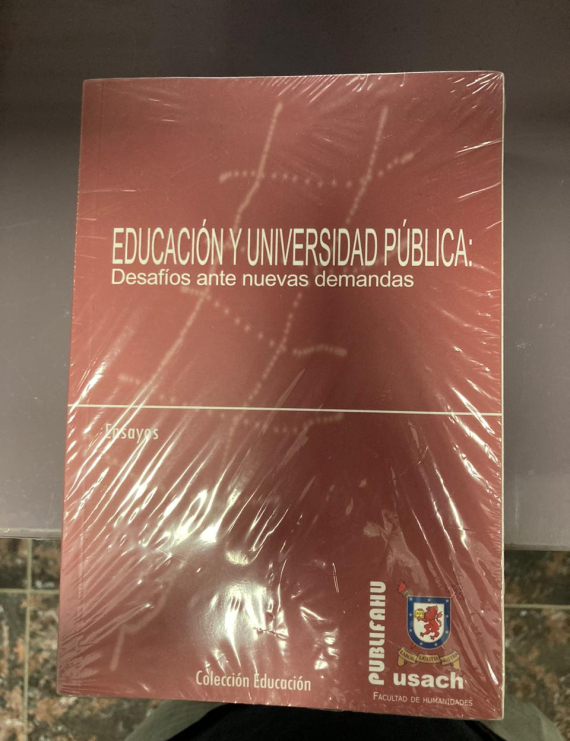 EDUCACIÓN Y UNIVERSIDAD PÚBLICA:
Desafíos ante nuevas demandas
Ensayos
Colección Educación
PUBLIFAHU
usach
FACULTAD DE HUMANIDADES